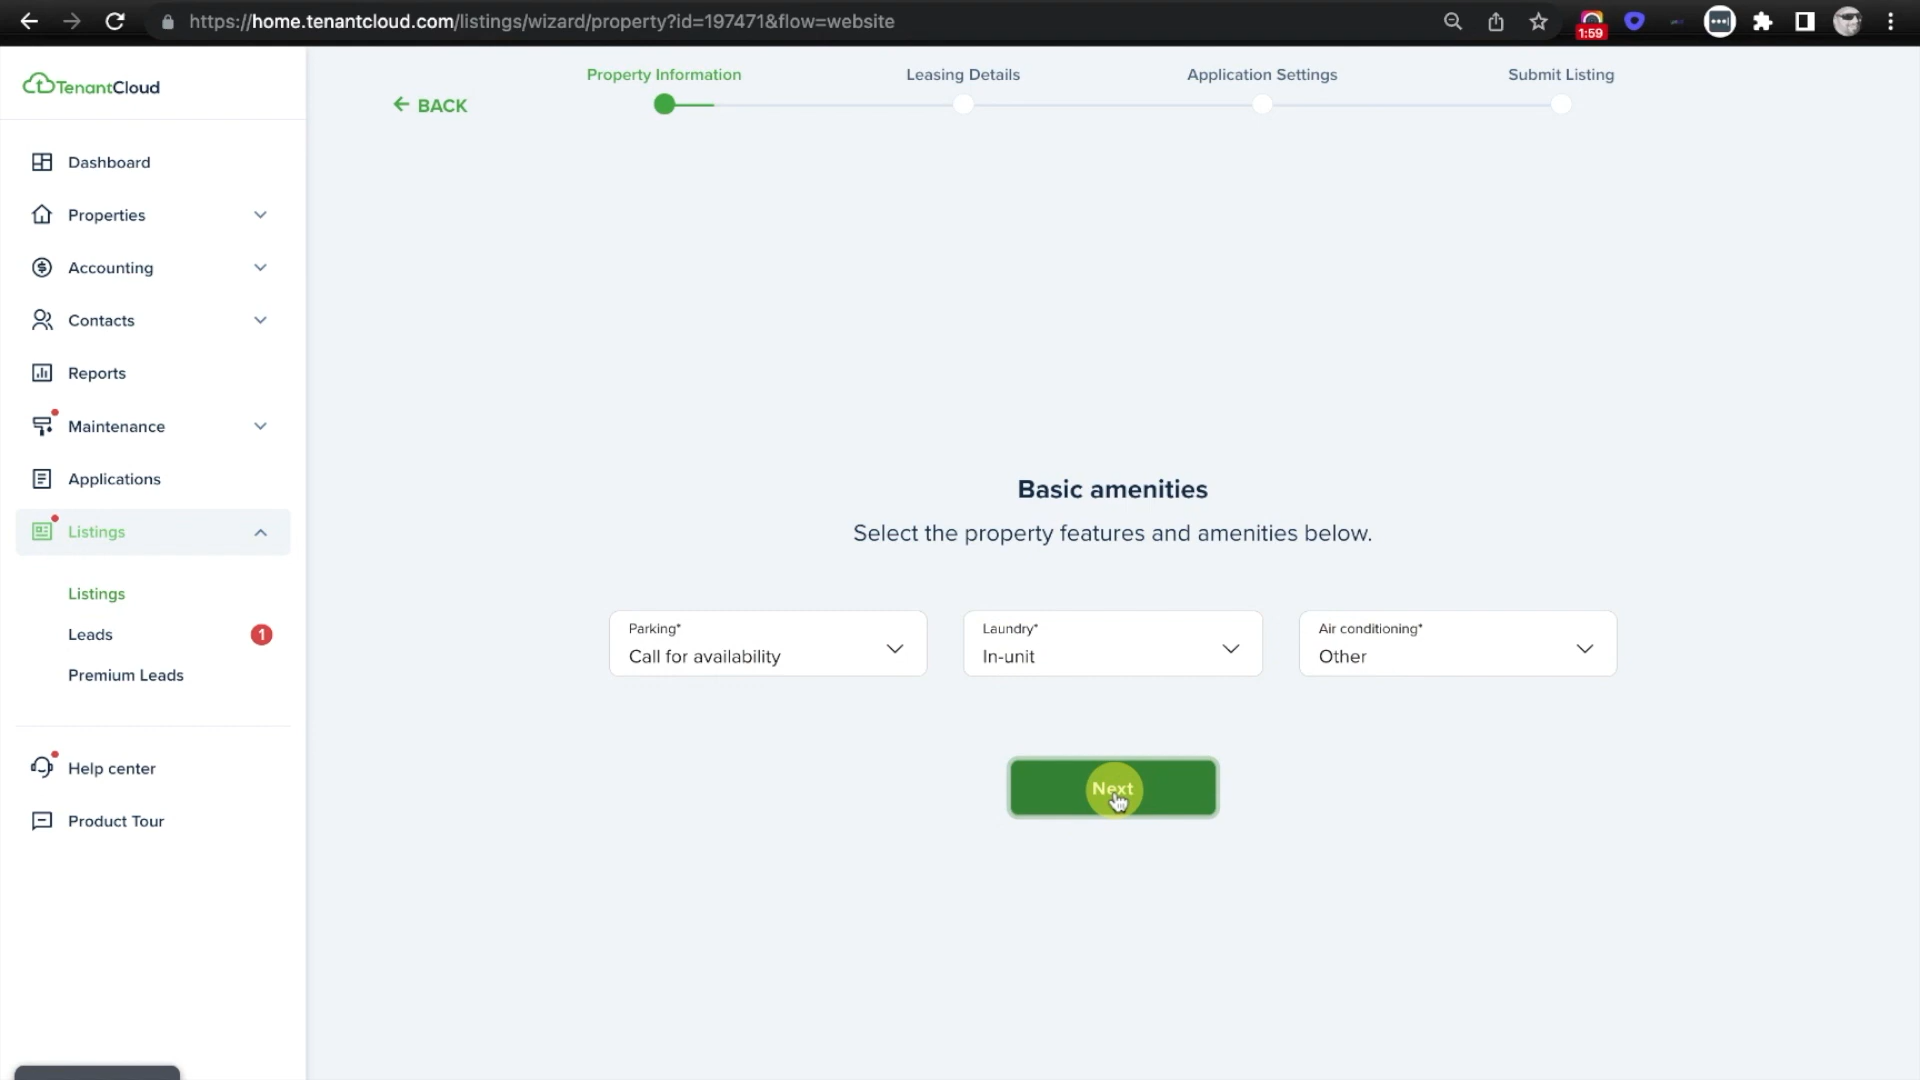 https://home.tenantcloud.com/listings/wizard/property?id=197471&flow=website
1:59
TenantCloud
Dashboard
Properties
Accounting
Contacts
Reports
Maintenance
Applications
Listings
Listings
Leads
1
Premium Leads
Help center
Product Tour
BACK
Property Information
Leasing Details
Application Settings
Submit Listing
Basic amenities
Select the property features and amenities below.
Parking*
Call for availability
Laundry*
In-unit
Air conditioning*
Other
Next